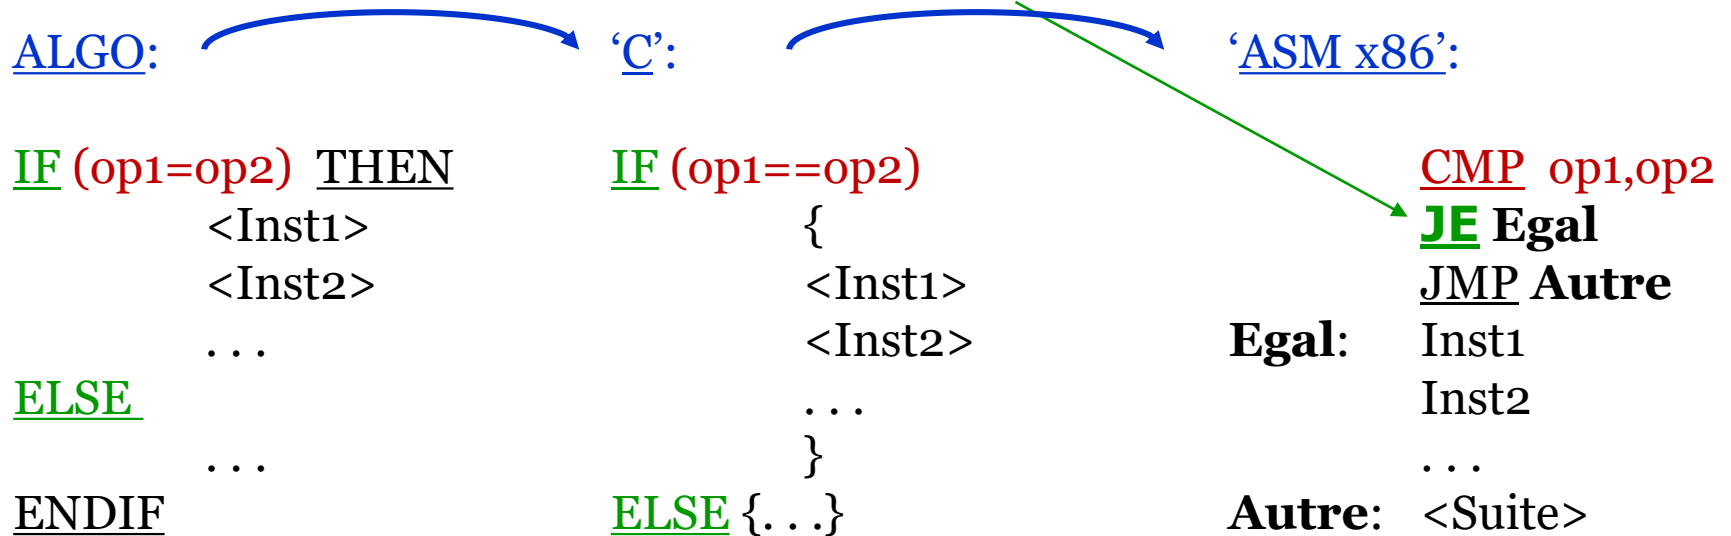 ALGO:
IF (op1=op2) THEN
<Inst1>
<Inst2>
. . .
ELSE
. . .
ENDIF
‘C’:
IF (op1==op2)
{
<Inst1>
<Inst2>
. . .
}
ELSE {. . .}
‘ASM x86’:
CMP op1,op2
JE Egal
JMP Autre
Egal: Inst1
Inst2
. . .
Autre: <Suite>